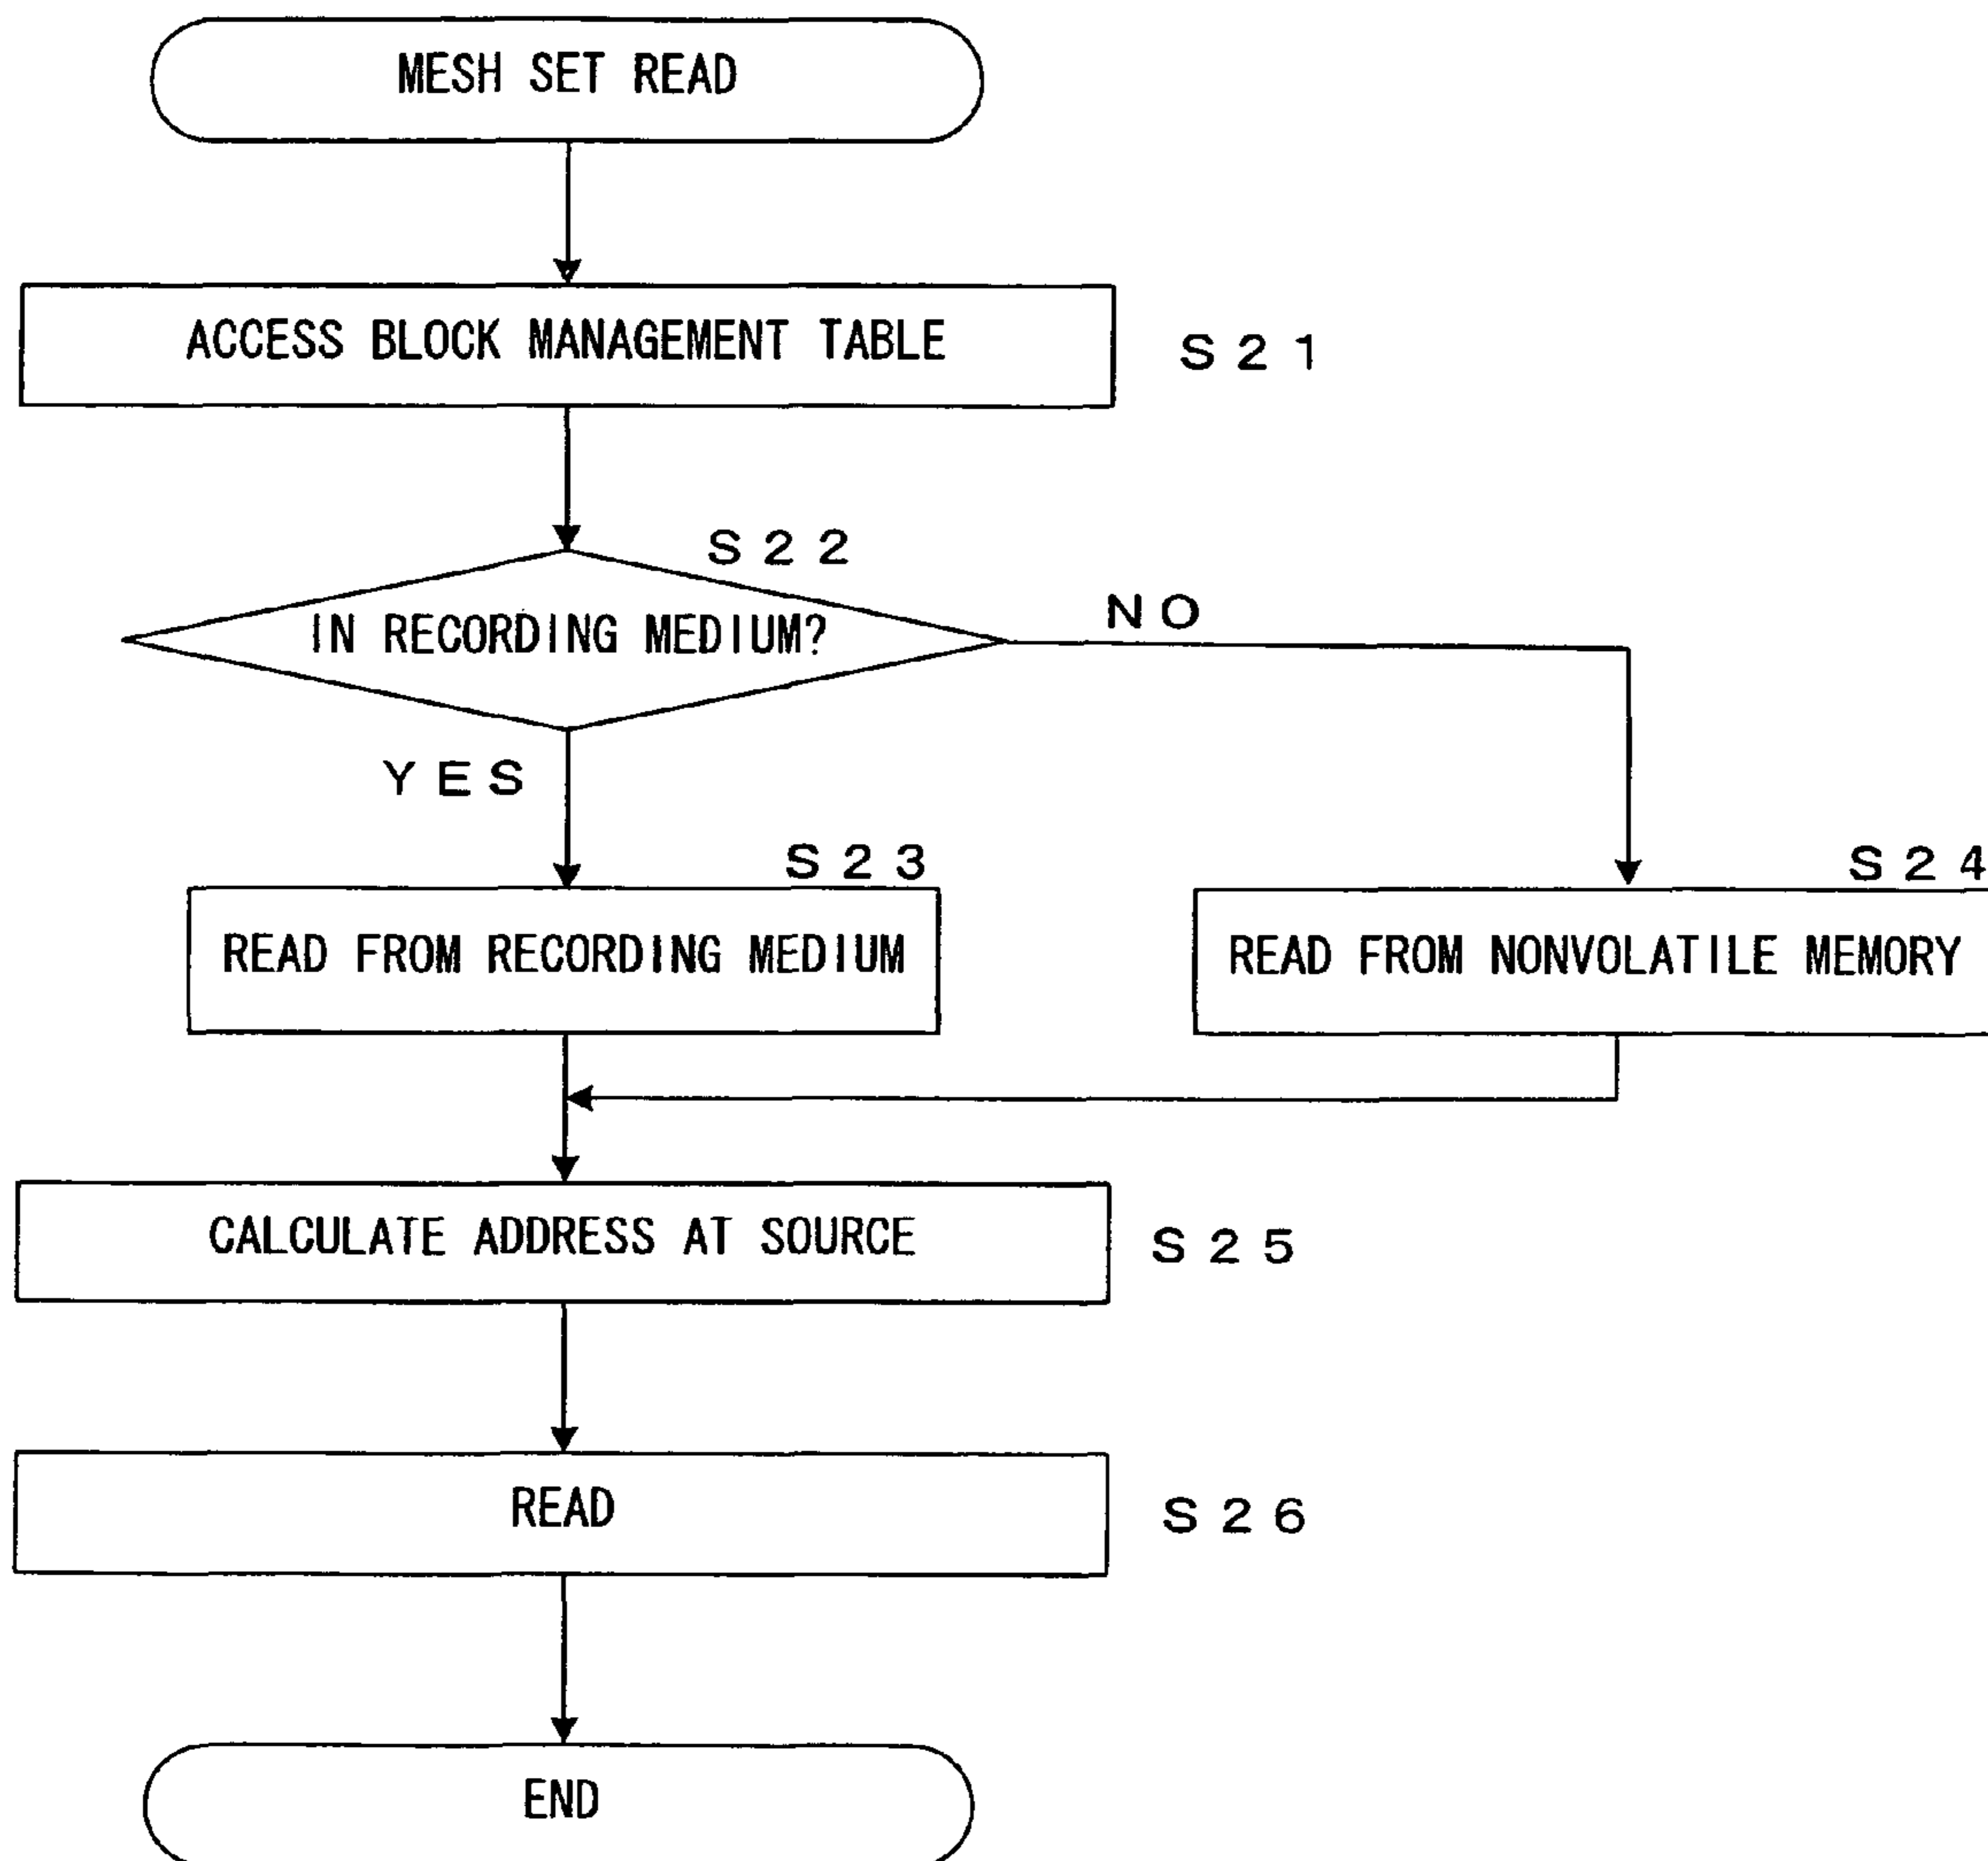 MESH SET READ
ACCESS BLOCK MANAGEMENT TABLE
S21
S22
IN RECORDING MEDIUM?
NO
YES
S23
S24
READ FROM RECORDING MEDIUM
READ FROM NONVOLATILE MEMORY
CALCULATE ADDRESS AT SOURCE
S25
READ
S26
END